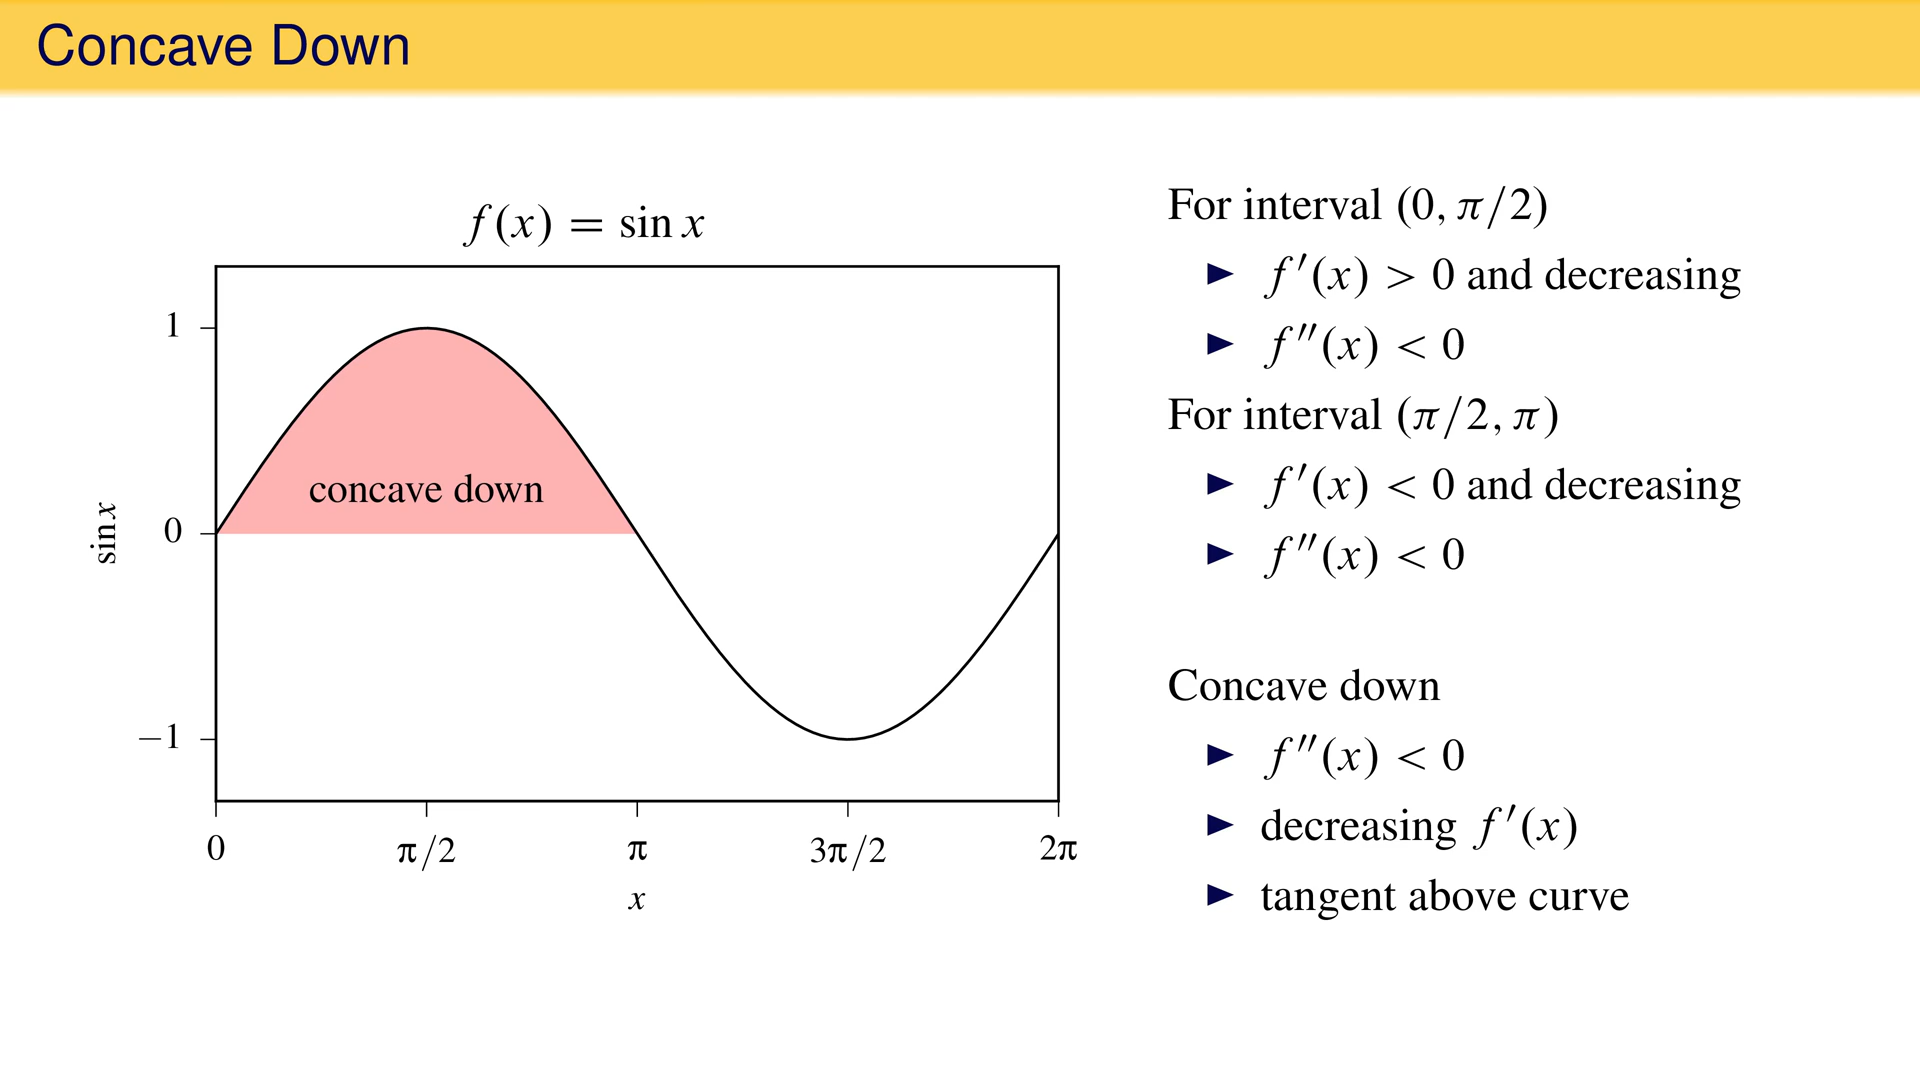 Concave Down
f(x) = sin x
1
0
−1
sin x
concave down
0 π/2 π 3π/2 2π
x
For interval (0, π/2)
▶ f′(x) > 0 and decreasing
▶ f″(x) < 0
For interval (π/2, π)
▶ f′(x) < 0 and decreasing
▶ f″(x) < 0
Concave down
▶ f″(x) < 0
▶ decreasing f′(x)
▶ tangent above curve